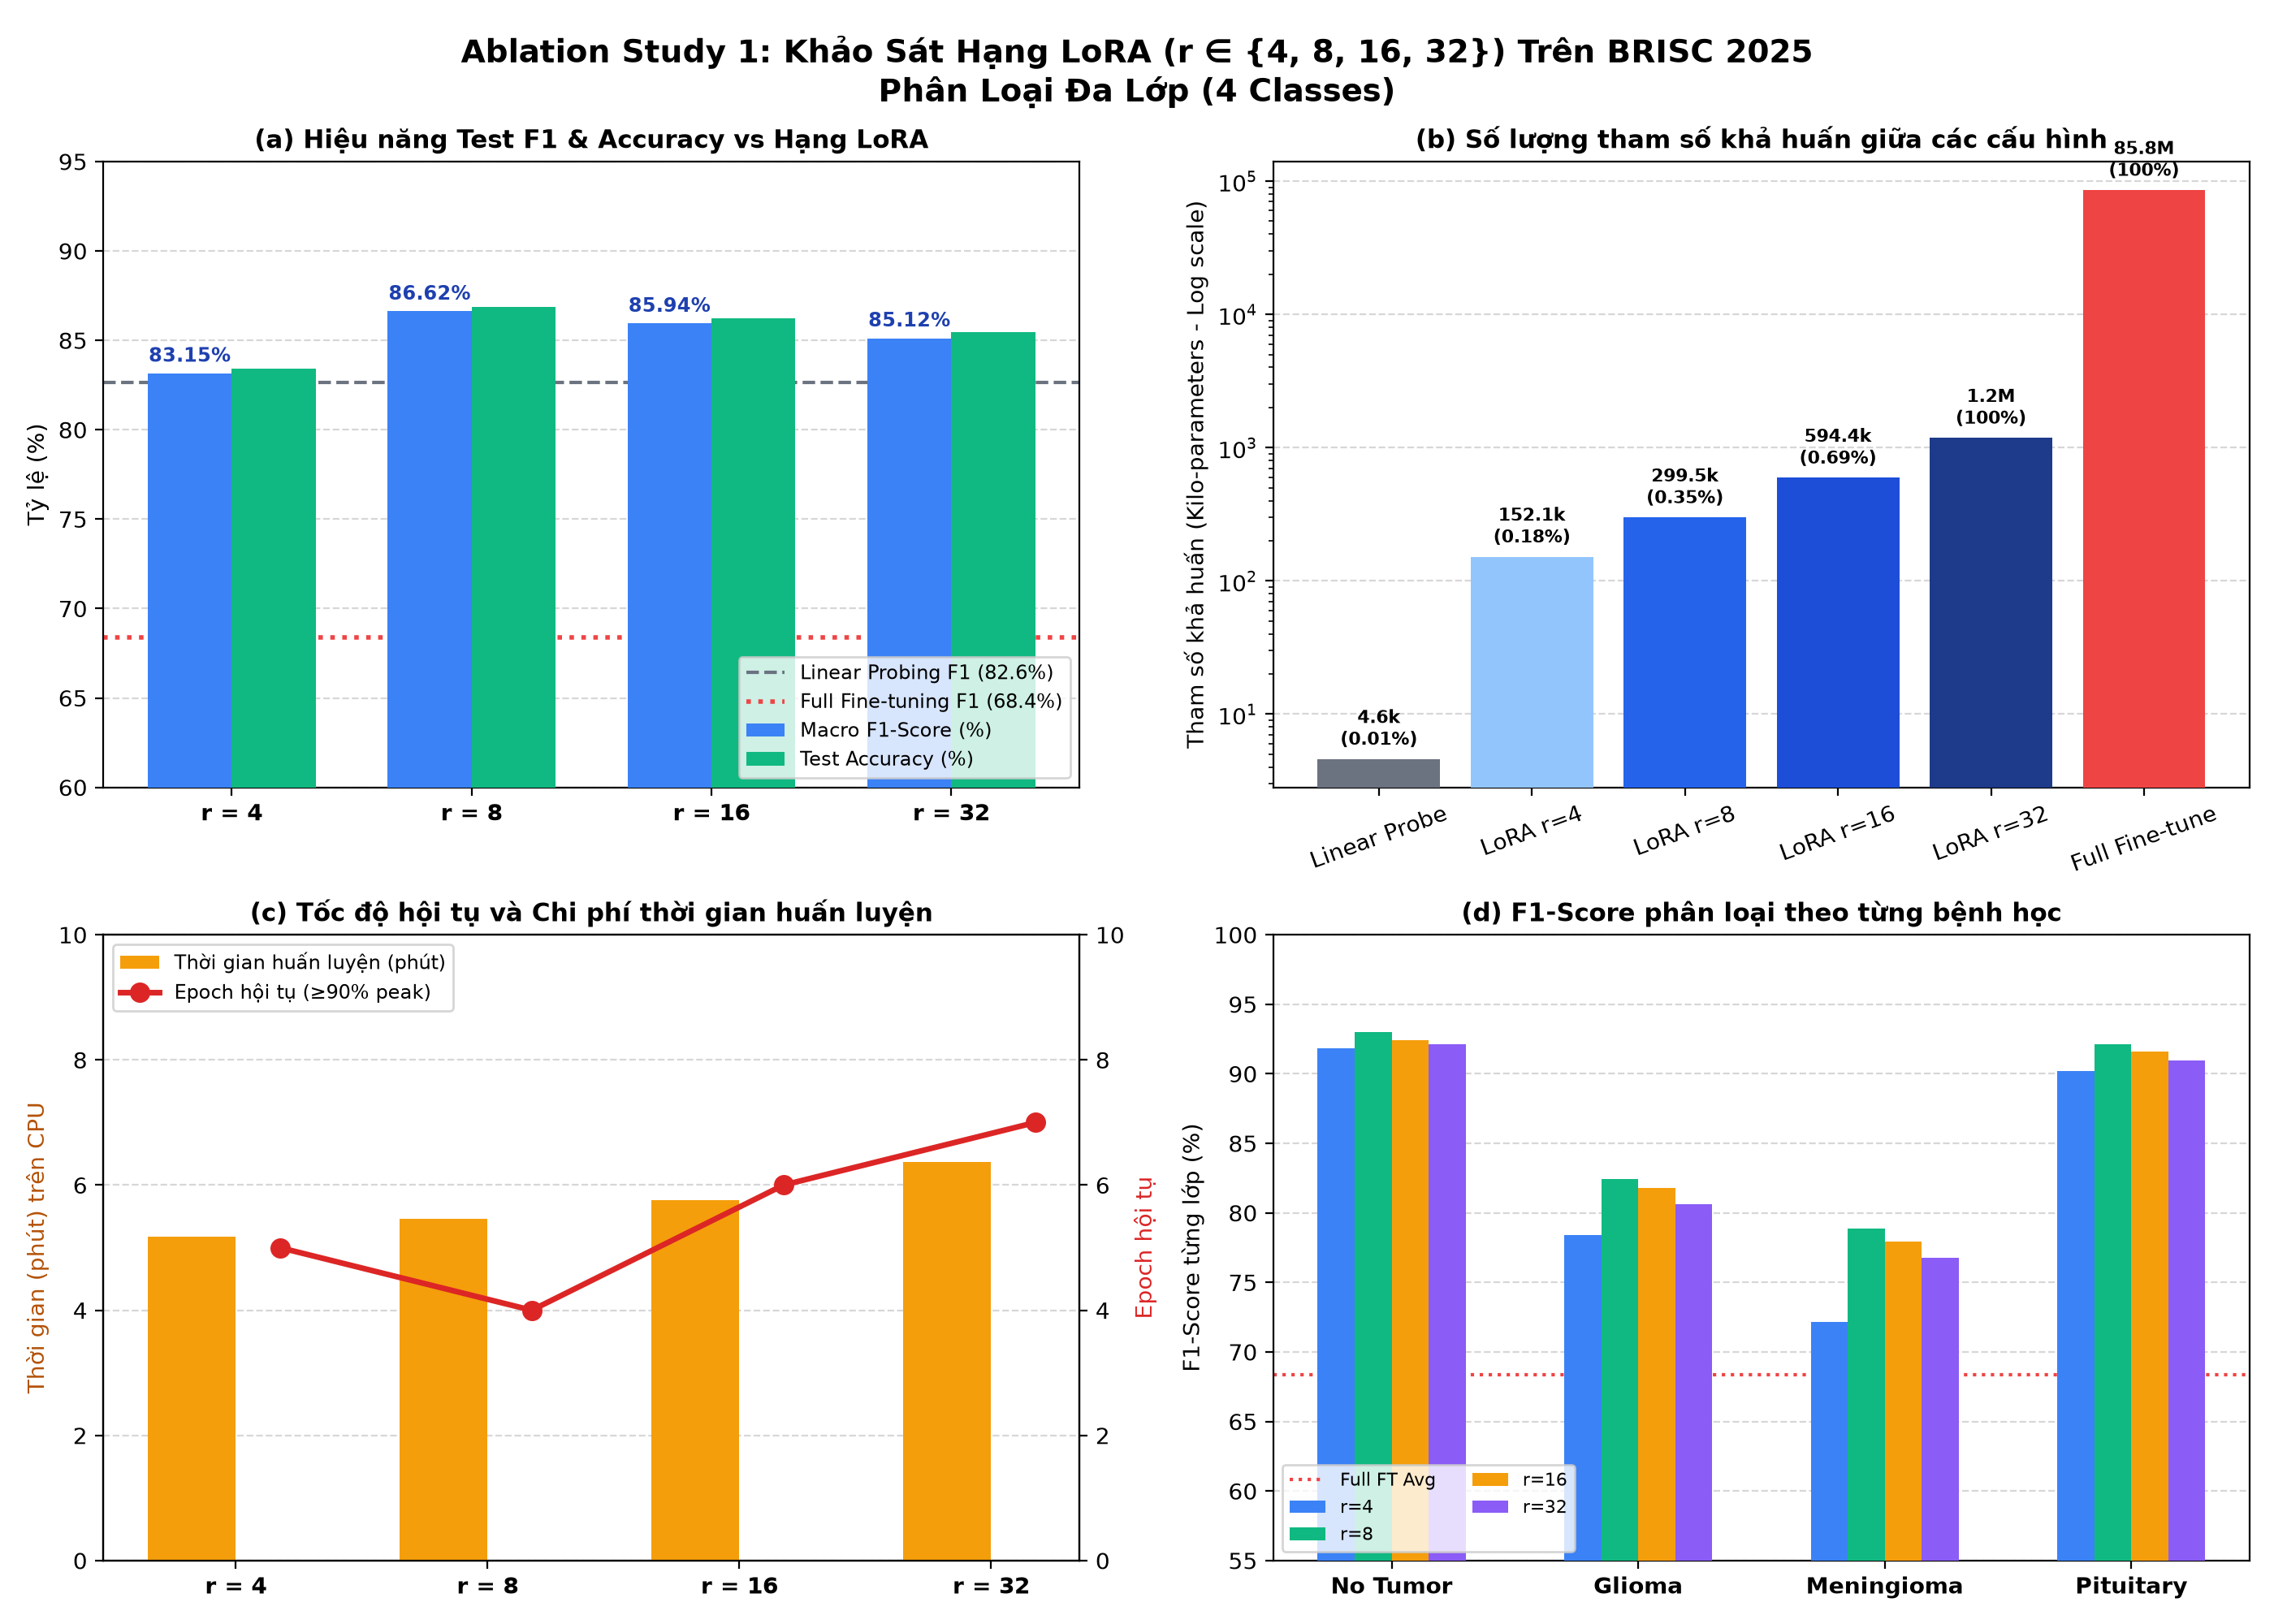 Ablation Study 1: Khảo Sát Hạng LoRA (r ∈ {4, 8, 16, 32}) Trên BRISC 2025
Phân Loại Đa Lớp (4 Classes)
(a) Hiệu năng Test F1 & Accuracy vs Hạng LoRA
Tỷ lệ (%)
95
90
85
80
75
70
65
60
83.15%
86.62%
85.94%
85.12%
Linear Probing F1 (82.6%)
Full Fine-tuning F1 (68.4%)
Macro F1-Score (%)
Test Accuracy (%)
r = 4
r = 8
r = 16
r = 32
(b) Số lượng tham số khả huấn giữa các cấu hình
Tham số khả huấn (Kilo-parameters - Log scale)
10⁵
10⁴
10³
10²
10¹
4.6k
(0.01%)
152.1k
(0.18%)
299.5k
(0.35%)
594.4k
(0.69%)
1.2M
(100%)
85.8M
(100%)
Linear Probe
LoRA r=4
LoRA r=8
LoRA r=16
LoRA r=32
Full Fine-tune
(c) Tốc độ hội tụ và Chi phí thời gian huấn luyện
Thời gian (phút) trên CPU
10
8
6
4
2
0
Thời gian huấn luyện (phút)
Epoch hội tụ (≥90% peak)
10
8
6
4
2
0
Epoch hội tụ
r = 4
r = 8
r = 16
r = 32
(d) F1-Score phân loại theo từng bệnh học
F1-Score từng lớp (%)
100
95
90
85
80
75
70
65
60
55
Full FT Avg
r=4
r=8
r=16
r=32
No Tumor
Glioma
Meningioma
Pituitary